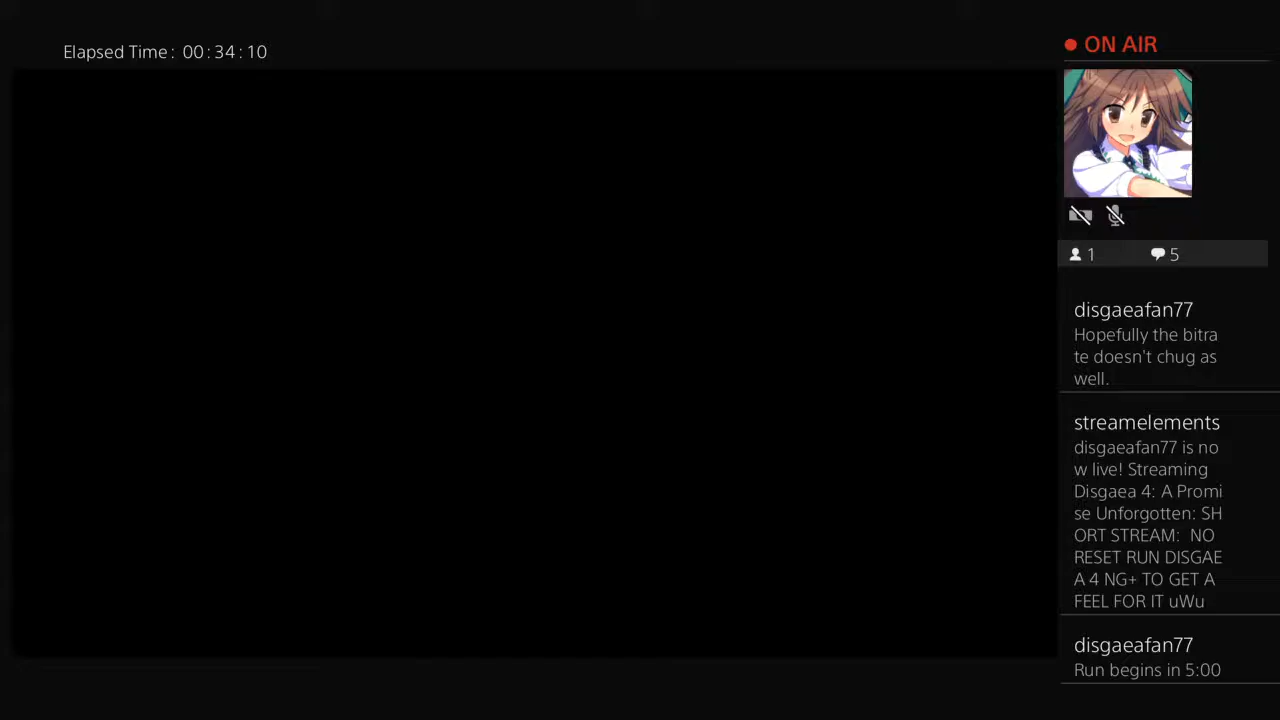 Elapsed Time: 00:34:10
ON AIR
1 5
disgaeafan77
Hopefully the bitra
te doesn't chug as
well.
streamelements
disgaeafan77 is no
w live! Streaming
Disgaea 4: A Promi
se Unforgotten: SH
ORT STREAM: NO
RESET RUN DISGAE
A 4 NG+ TO GET A
FEEL FOR IT uWu
disgaeafan77
Run begins in 5:00